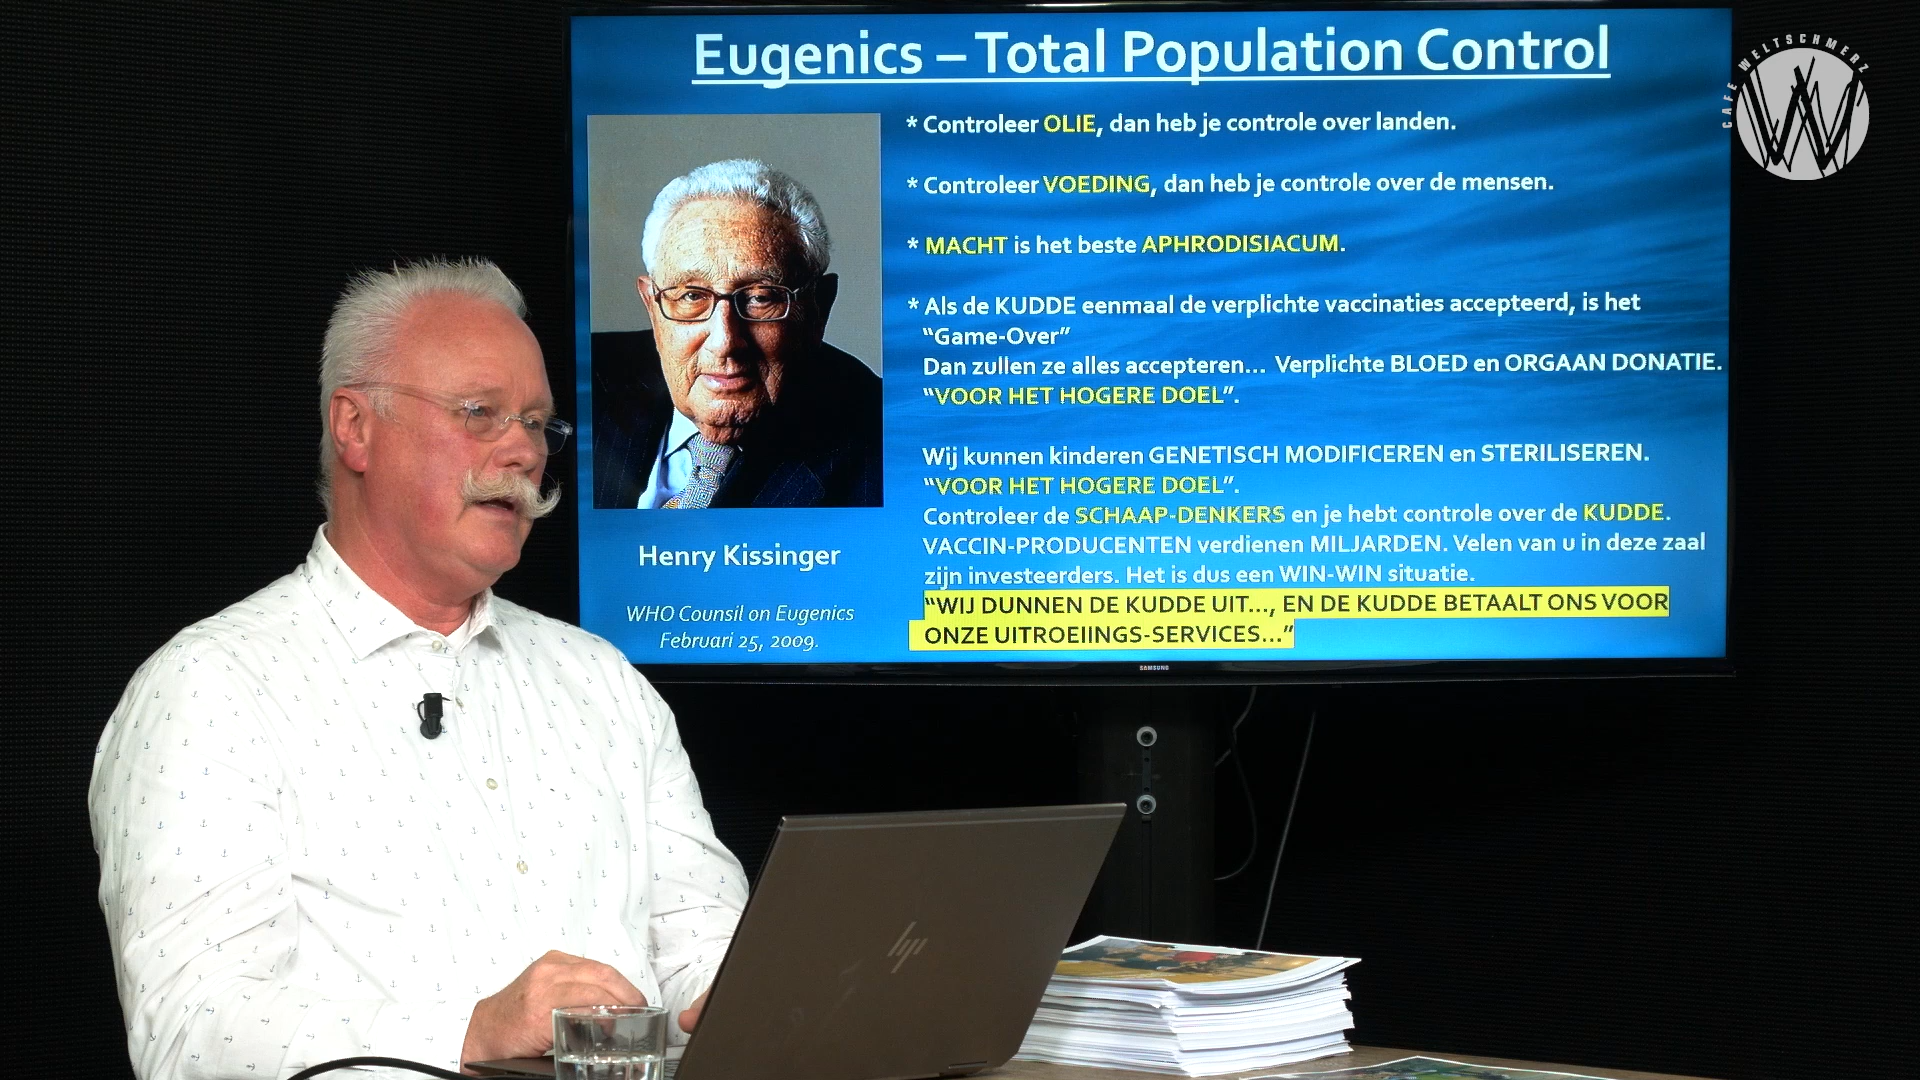 Eugenics – Total Population Control
CAFE WELTSCHMERZ
* Controleer OLIE, dan heb je controle over landen.
* Controleer VOEDING, dan heb je controle over de mensen.
* MACHT is het beste APHRODISIACUM.
* Als de KUDDE eenmaal de verplichte vaccinaties accepteerd, is het
“Game-Over”
Dan zullen ze alles accepteren... Verplichte BLOED en ORGAAN DONATIE.
“VOOR HET HOGERE DOEL”.
Wij kunnen kinderen GENETISCH MODIFICEREN en STERILISEREN.
“VOOR HET HOGERE DOEL”.
Controleer de SCHAAP-DENKERS en je hebt controle over de KUDDE.
VACCIN-PRODUCENTEN verdienen MILJARDEN. Velen van u in deze zaal
zijn investeerders. Het is dus een WIN-WIN situatie.
“WIJ DUNNEN DE KUDDE UIT..., EN DE KUDDE BETAALT ONS VOOR
ONZE UITROEIINGS-SERVICES...”
Henry Kissinger
WHO Counsil on Eugenics
Februari 25, 2009.
SAMSUNG
hp